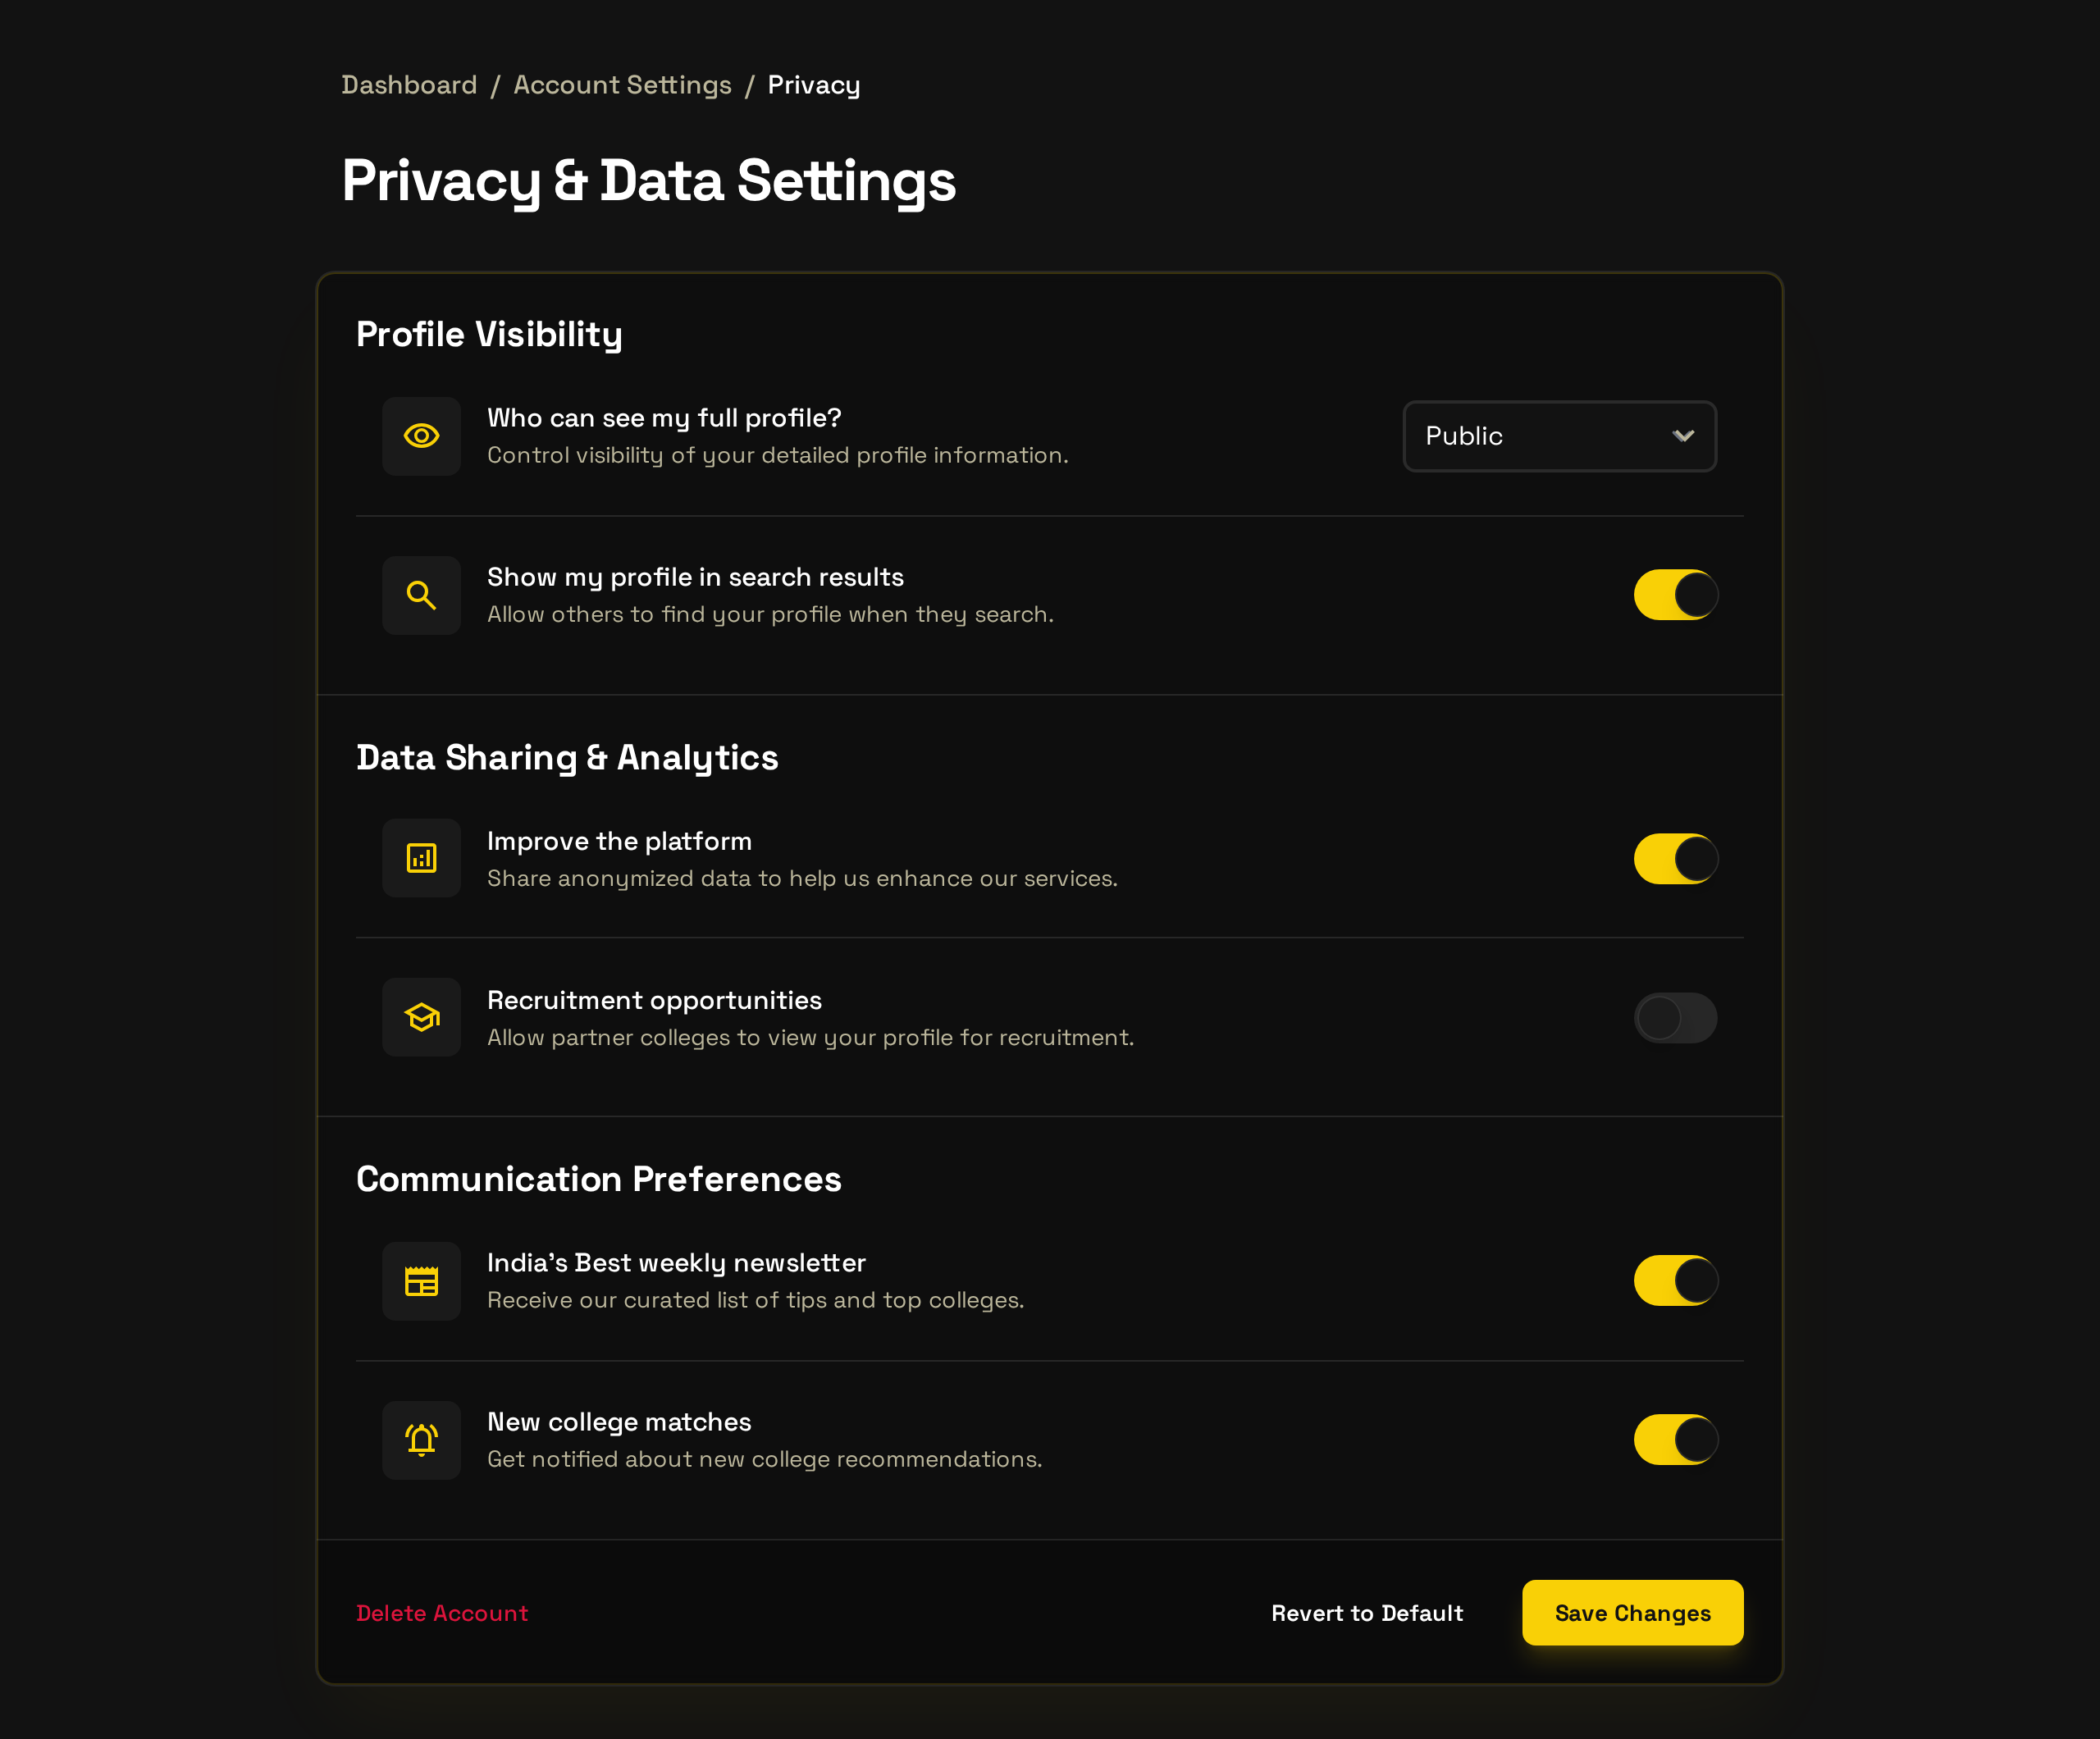 Dashboard / Account Settings / Privacy
Privacy & Data Settings
Profile Visibility
Who can see my full profile?
Control visibility of your detailed profile information.
Public
Show my profile in search results
Allow others to find your profile when they search.
Data Sharing & Analytics
Improve the platform
Share anonymized data to help us enhance our services.
Recruitment opportunities
Allow partner colleges to view your profile for recruitment.
Communication Preferences
India's Best weekly newsletter
Receive our curated list of tips and top colleges.
New college matches
Get notified about new college recommendations.
Delete Account
Revert to Default
Save Changes